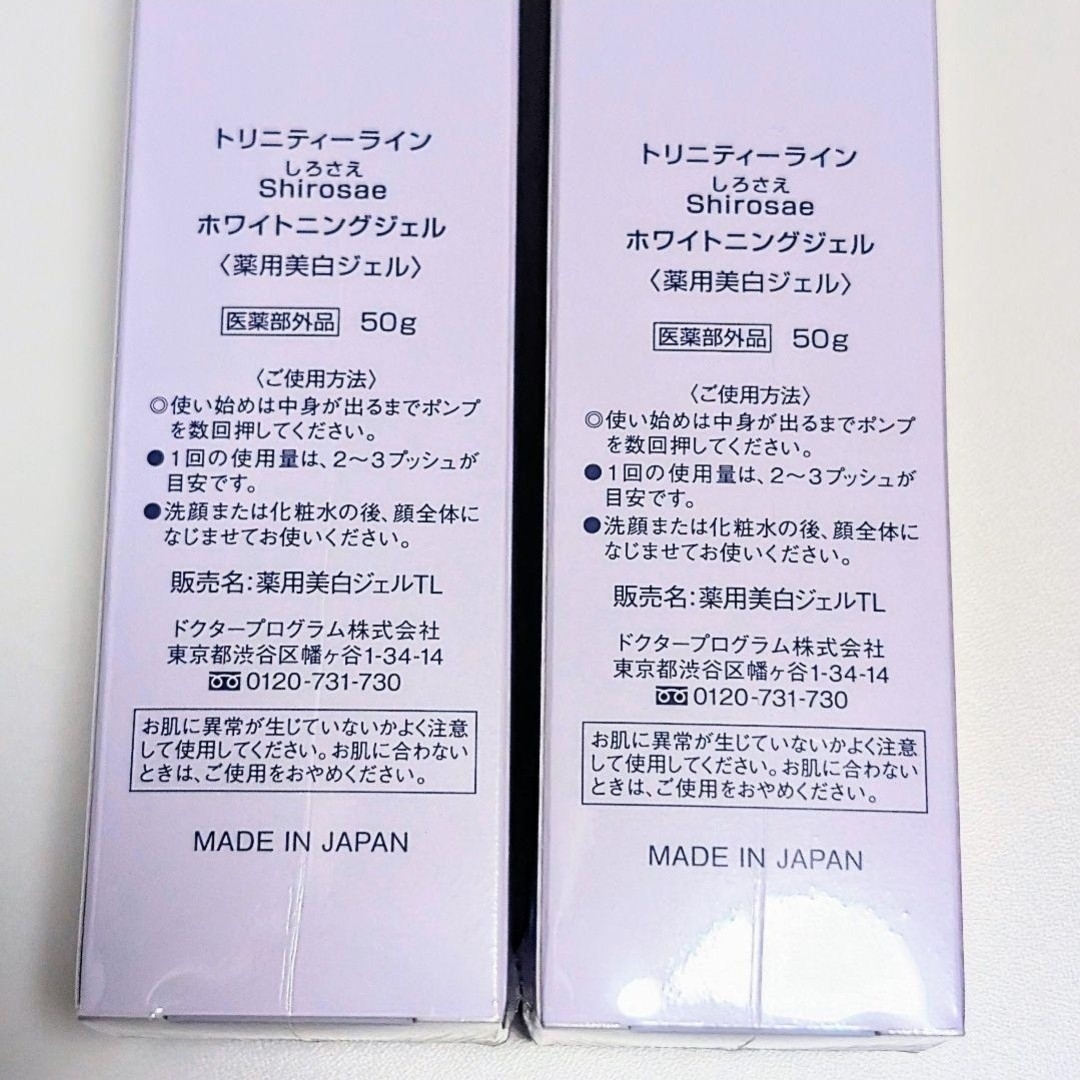 トリニティーライン
しろさえ
Shirosae
ホワイトニングジェル
〈薬用美白ジェル〉
医薬部外品 50g
〈ご使用方法〉
◎使い始めは中身が出るまでポンプ
を数回押してください。
●1回の使用量は、2〜3プッシュが
目安です。
●洗顔または化粧水の後、顔全体に
なじませてお使いください。
販売名:薬用美白ジェルTL
ドクタープログラム株式会社
東京都渋谷区幡ヶ谷1-34-14
0120-731-730
お肌に異常が生じていないかよく注意
して使用してください。お肌に合わない
ときは、ご使用をおやめください。
MADE IN JAPAN
トリニティーライン
しろさえ
Shirosae
ホワイトニングジェル
〈薬用美白ジェル〉
医薬部外品 50g
〈ご使用方法〉
◎使い始めは中身が出るまでポンプ
を数回押してください。
●1回の使用量は、2〜3プッシュが
目安です。
●洗顔または化粧水の後、顔全体に
なじませてお使いください。
販売名:薬用美白ジェルTL
ドクタープログラム株式会社
東京都渋谷区幡ヶ谷1-34-14
0120-731-730
お肌に異常が生じていないかよく注意
して使用してください。お肌に合わない
ときは、ご使用をおやめください。
MADE IN JAPAN